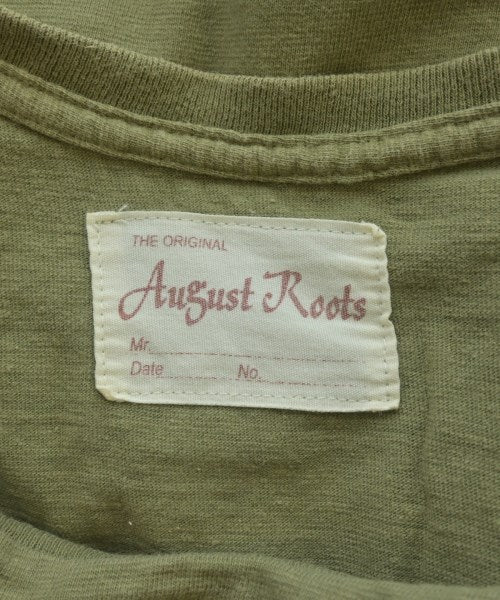 THE ORIGINAL
August Roots
Mr.
Date No.